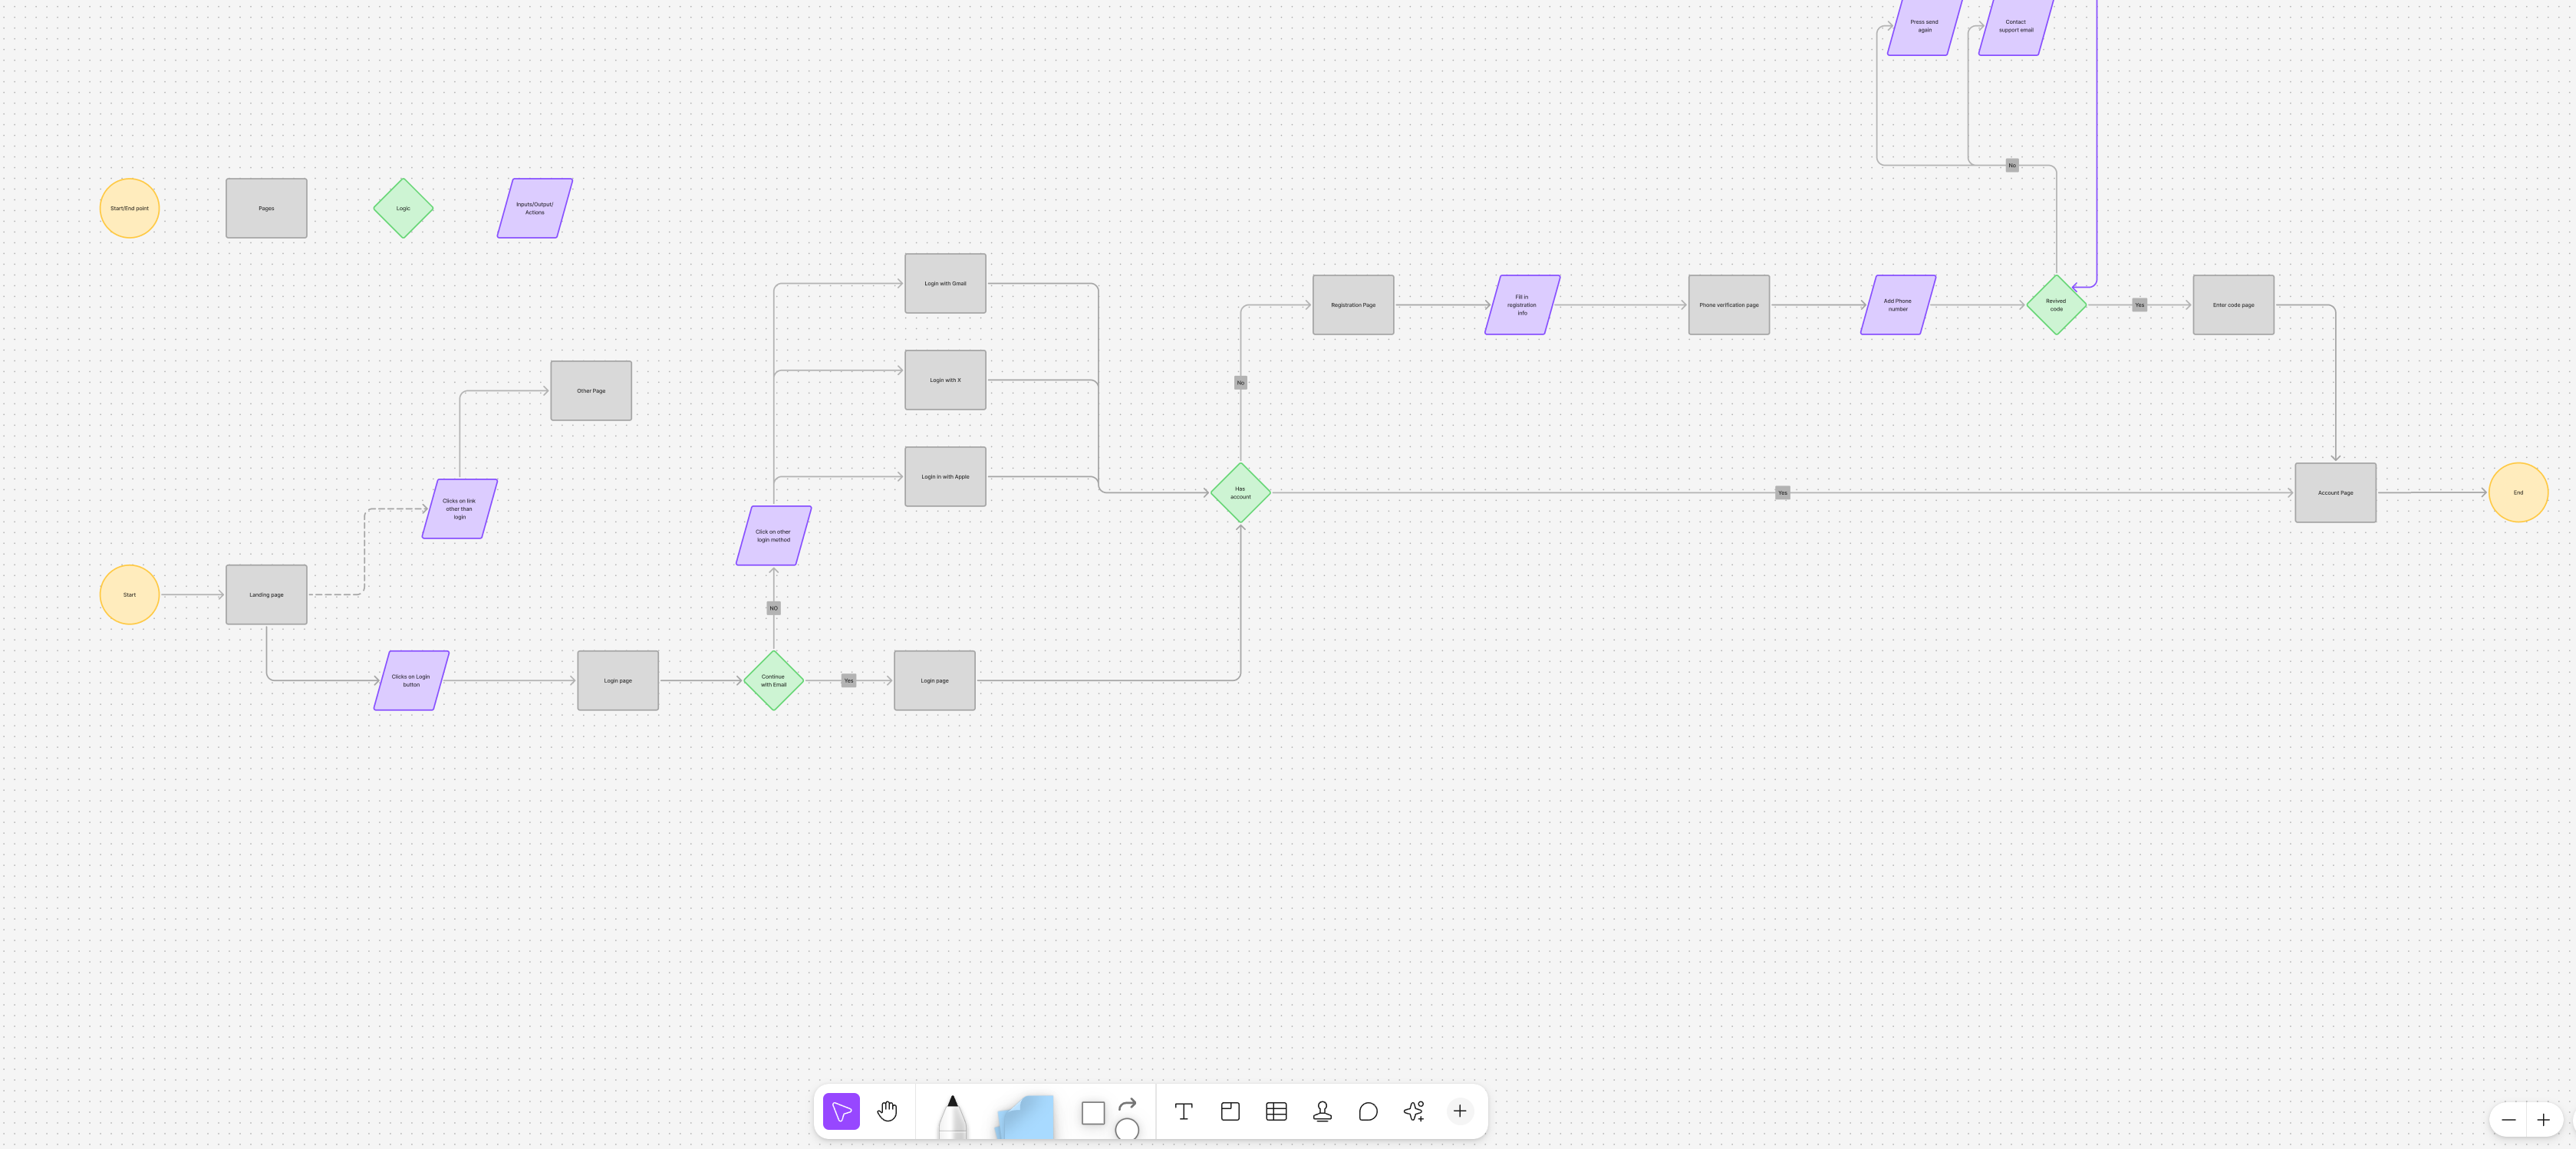 Press send
again
Contact
support email
No
Start/End point
Pages
Logic
Inputs/Output/
Actions
Login with Gmail
Registration Page
Fill in
registration
info
Phone verification page
Add Phone
number
Revived
code
Yes
Enter code page
Login with X
No
Other Page
Login in with Apple
Clicks on link
other than
login
Has
account
Yes
Account Page
End
Click on other
login method
Start
Landing page
NO
Clicks on Login
button
Login page
Continue
with Email
Yes
Login page